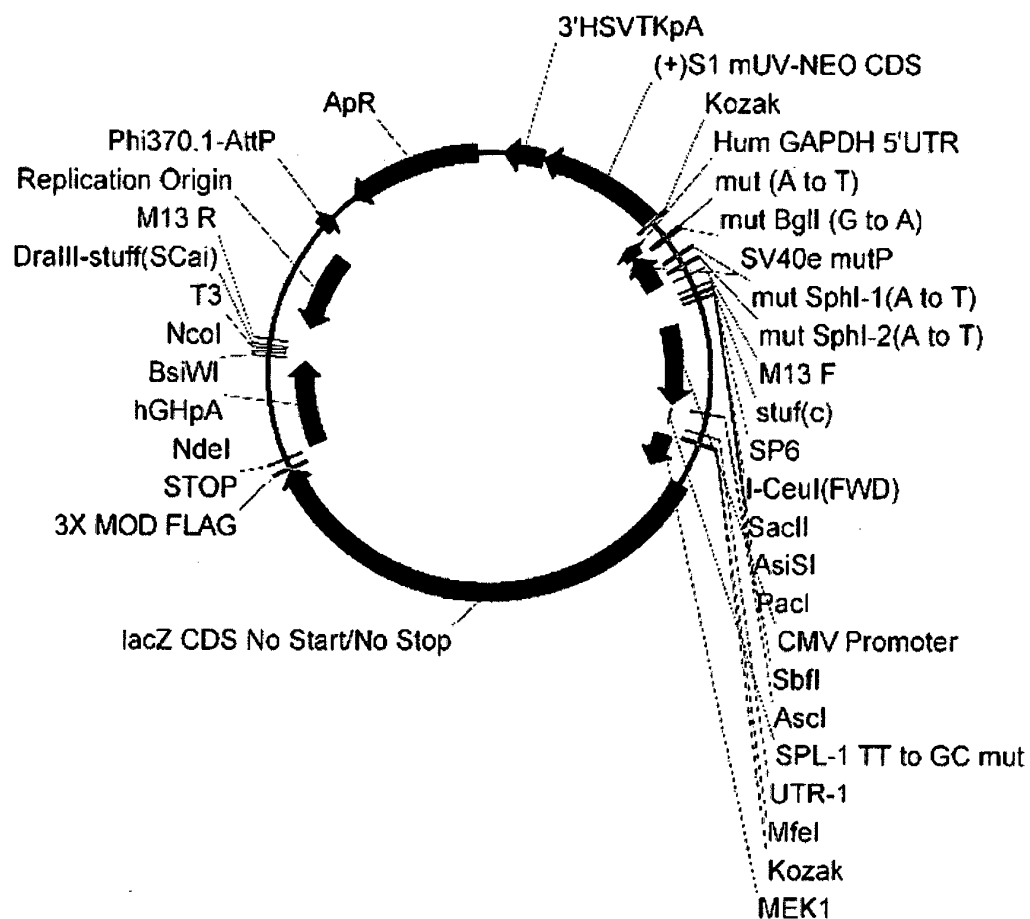 3'HSVTKpA
(+)S1 mUV-NEO CDS
ApR
Kozak
Phi370.1-AttP
Hum GAPDH 5'UTR
Replication Origin
mut (A to T)
M13 R
mut BglI (G to A)
DraIII-stuff(SCai)
SV40e mutP
T3
mut SphI-1(A to T)
NcoI
mut SphI-2(A to T)
BsiWI
M13 F
hGHpA
stuf(c)
NdeI
SP6
STOP
I-CeuI(FWD)
3X MOD FLAG
SacII
AsiSI
PacI
lacZ CDS No Start/No Stop
CMV Promoter
SbfI
AscI
SPL-1 TT to GC mut
UTR-1
MfeI
Kozak
MEK1